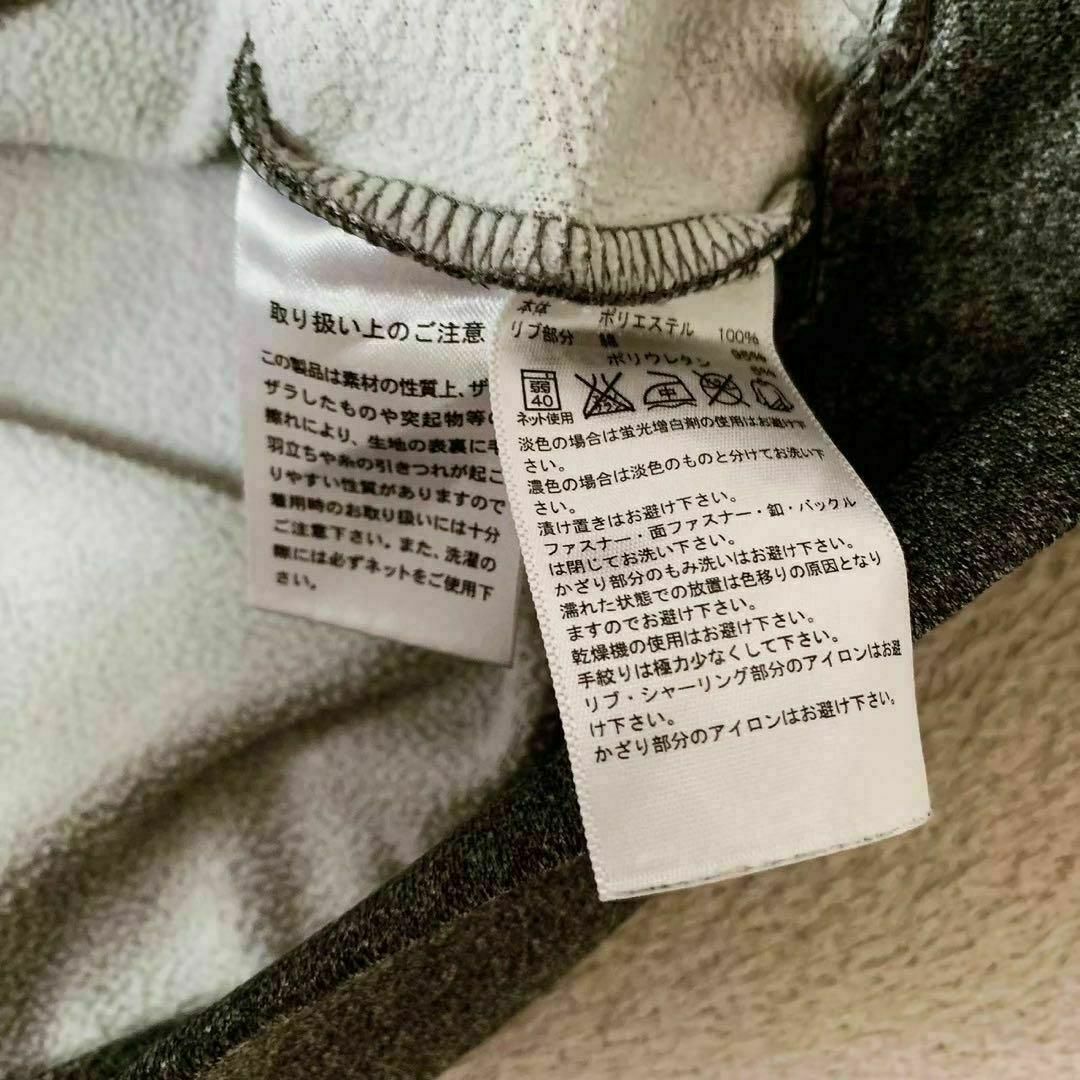 取り扱い上のご注意
この製品は素材の性質上、ザ
ザラしたものや突起物等の
擦れにより、生地の表裏に毛
羽立ちや糸の引きつれが起こ
りやすい性質がありますので
着用時のお取り扱いには十分
ご注意下さい。また、洗濯の
際には必ずネットをご使用下
さい。
ポリエステル 100%
リブ部分 綿 95%
ポリウレタン 5%
弱
40
中
ネット使用
淡色の場合は蛍光増白剤の使用はお避け下
さい。
濃色の場合は淡色のものと分けてお洗い下
さい。
漬け置きはお避け下さい。
ファスナー・面ファスナー・釦・バックル
は閉じてお洗い下さい。
かざり部分のもみ洗いはお避け下さい。
濡れた状態での放置は色移りの原因となり
ますのでお避け下さい。
乾燥機の使用はお避け下さい。
手絞りは極力少なくして下さい。
リブ・シャーリング部分のアイロンはお避
け下さい。
かざり部分のアイロンはお避け下さい。